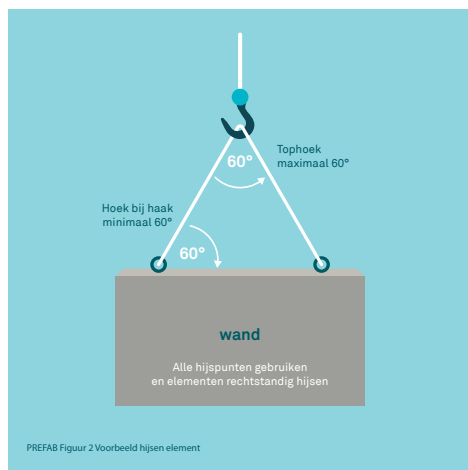 60°
Tophoek
maximaal 60°
Hoek bij haak
minimaal 60°
60°
wand
Alle hijspunten gebruiken
en elementen rechtstandig hijsen
PREFAB Figuur 2 Voorbeeld hijsen element